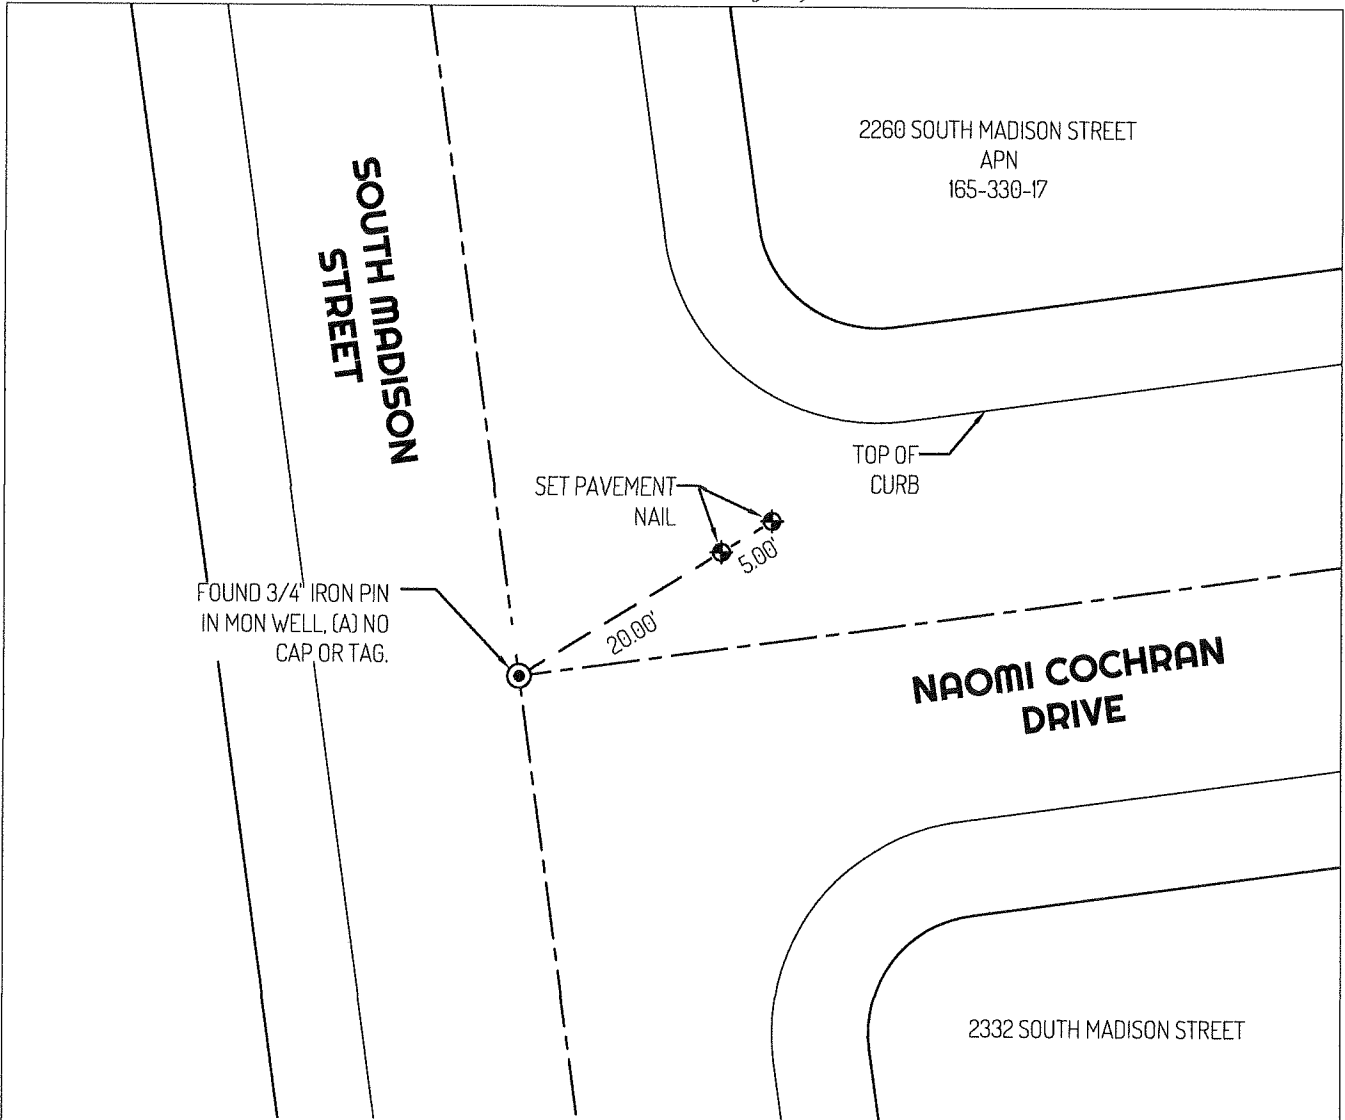 2260 SOUTH MADISON STREET
APN
165-330-17
SOUTH MADISON
STREET
TOP OF
CURB
SET PAVEMENT
NAIL
5.00'
20.00'
FOUND 3/4" IRON PIN
IN MON WELL, (A) NO
CAP OR TAG.
NAOMI COCHRAN
DRIVE
2332 SOUTH MADISON STREET